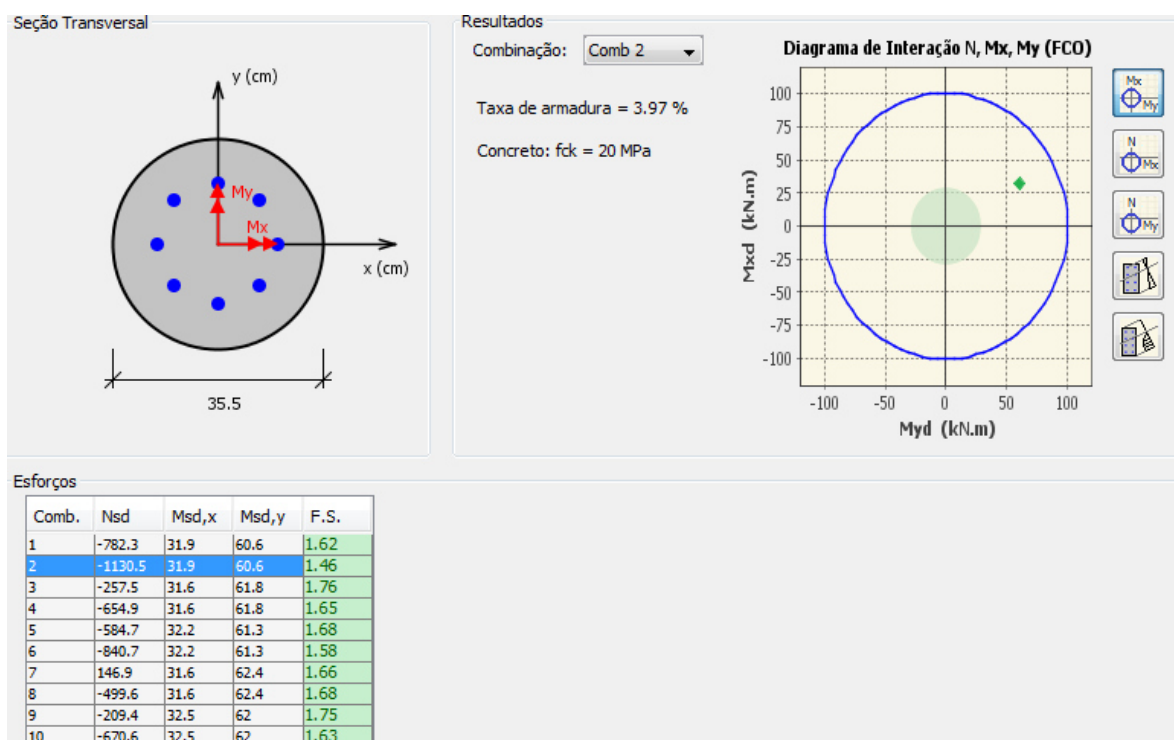 Seção Transversal
y (cm)
My
Mx
x (cm)
35.5
Resultados
Combinação: Comb 2
Taxa de armadura = 3.97 %
Concreto: fck = 20 MPa
Diagrama de Interação N, Mx, My (FCO)
100
75
50
25
0
-25
-50
-75
-100
Mxd (kN.m)
-100 -50 0 50 100
Myd (kN.m)
Mx
My
N
Mx
N
My
Esforços
Comb. Nsd Msd,x Msd,y F.S.
1 -782.3 31.9 60.6 1.62
2 -1130.5 31.9 60.6 1.46
3 -257.5 31.6 61.8 1.76
4 -654.9 31.6 61.8 1.65
5 -584.7 32.2 61.3 1.68
6 -840.7 32.2 61.3 1.58
7 146.9 31.6 62.4 1.66
8 -499.6 31.6 62.4 1.68
9 -209.4 32.5 62 1.75
10 -670.6 32.5 62 1.63